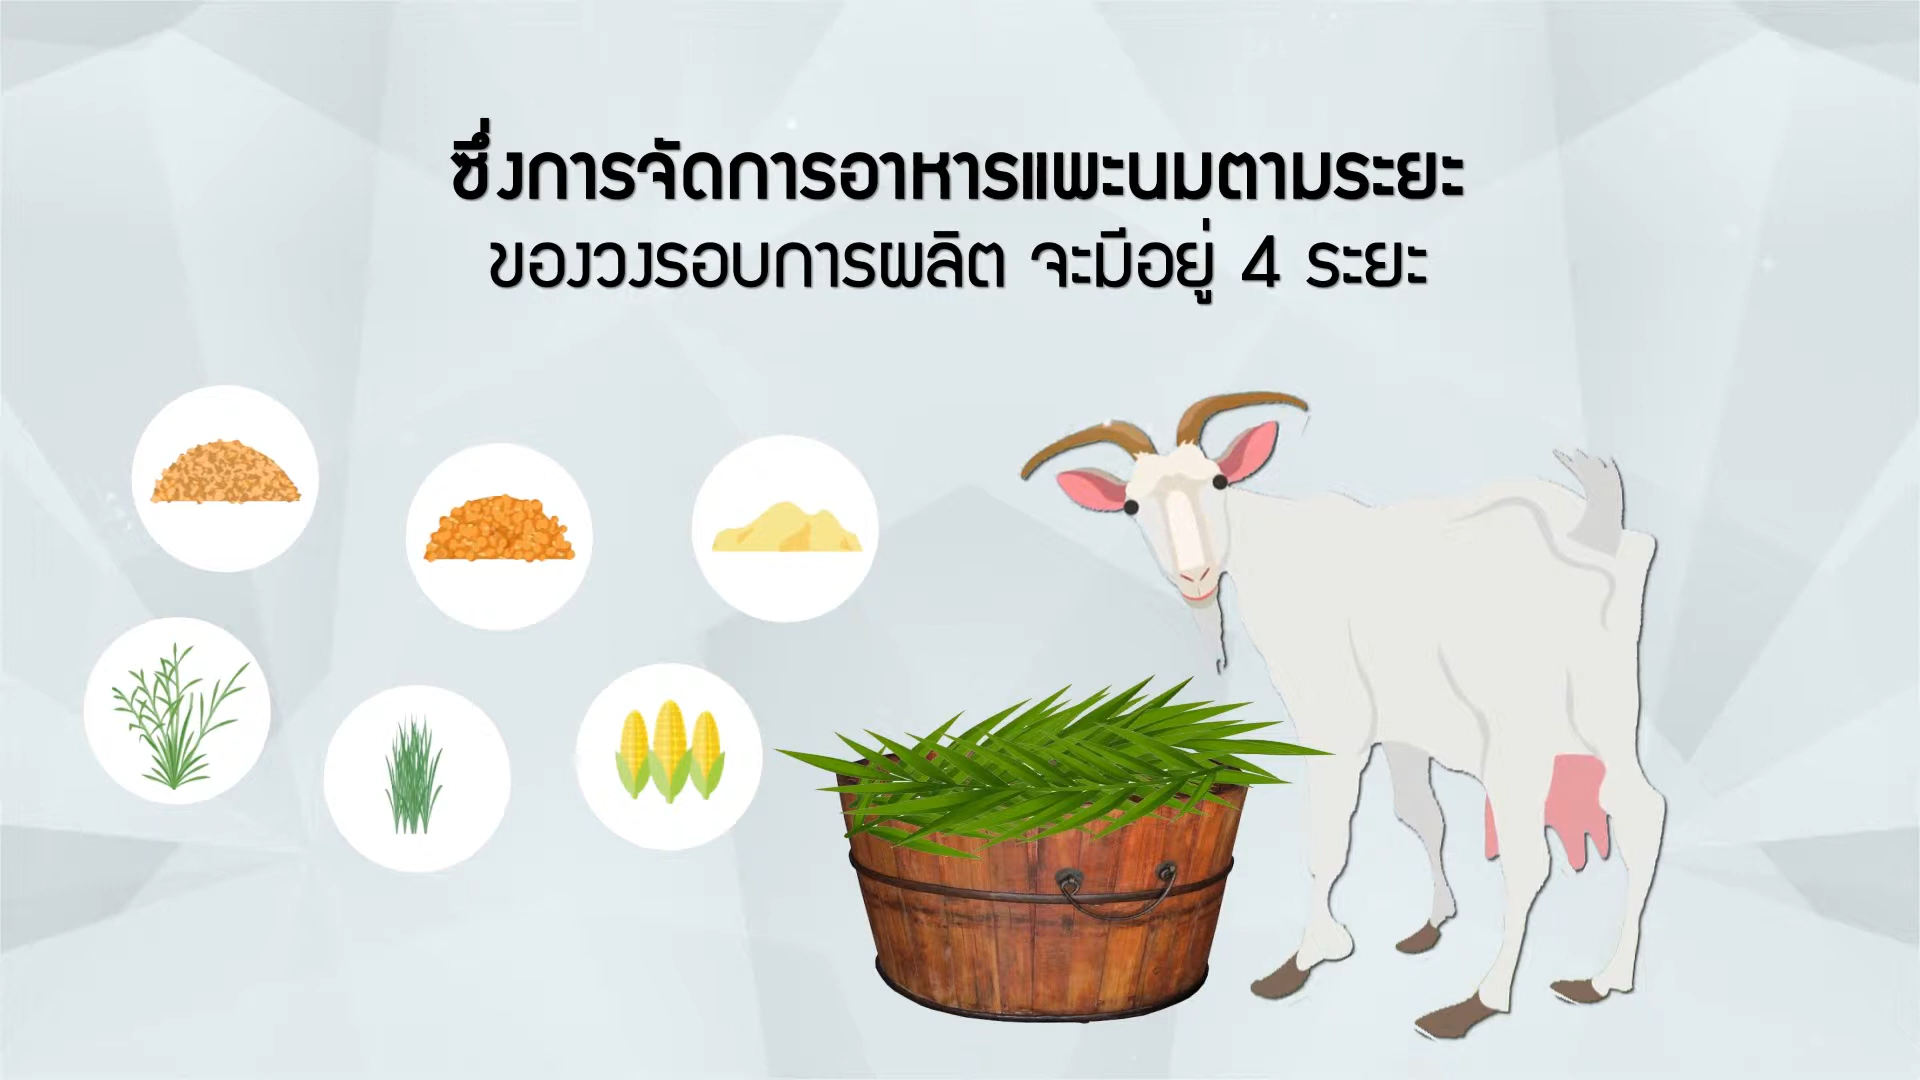 ซึ่งการจัดการอาหารแพะนมตามระยะ
ของวงรอบการผลิต จะมีอยู่ 4 ระยะ